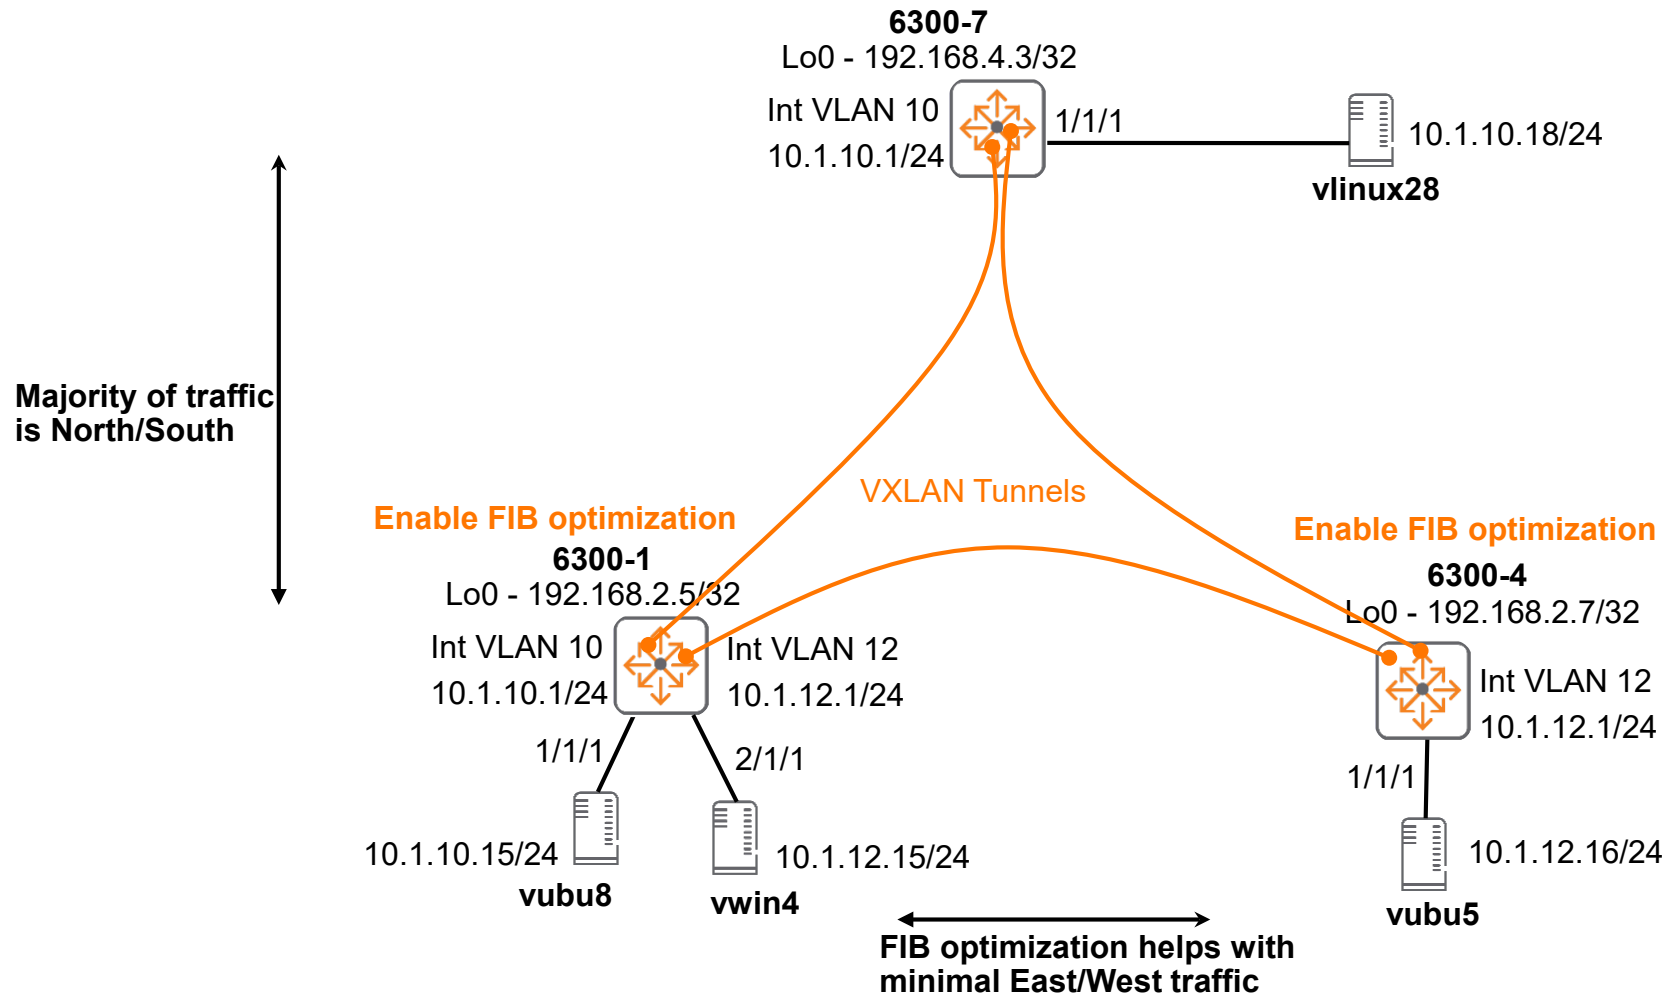 6300-7
Lo0 - 192.168.4.3/32
Int VLAN 10
10.1.10.1/24
1/1/1
10.1.10.18/24
vlinux28
Majority of traffic
is North/South
VXLAN Tunnels
Enable FIB optimization
6300-1
Lo0 - 192.168.2.5/32
Int VLAN 10
10.1.10.1/24
Int VLAN 12
10.1.12.1/24
1/1/1
2/1/1
10.1.10.15/24
vubu8
10.1.12.15/24
vwin4
Enable FIB optimization
6300-4
Lo0 - 192.168.2.7/32
Int VLAN 12
10.1.12.1/24
1/1/1
10.1.12.16/24
vubu5
FIB optimization helps with
minimal East/West traffic